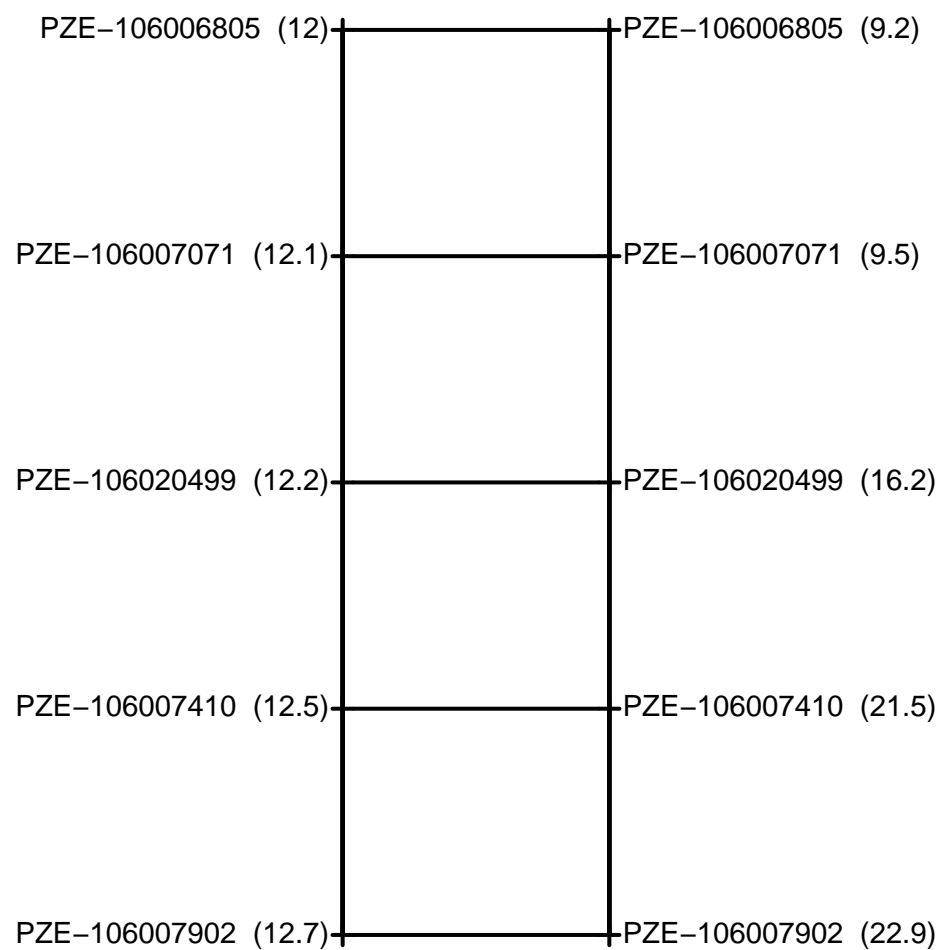 PZE−106006805 (12) PZE−106006805 (9.2)
PZE−106007071 (12.1) PZE−106007071 (9.5)
PZE−106020499 (12.2) PZE−106020499 (16.2)
PZE−106007410 (12.5) PZE−106007410 (21.5)
PZE−106007902 (12.7) PZE−106007902 (22.9)